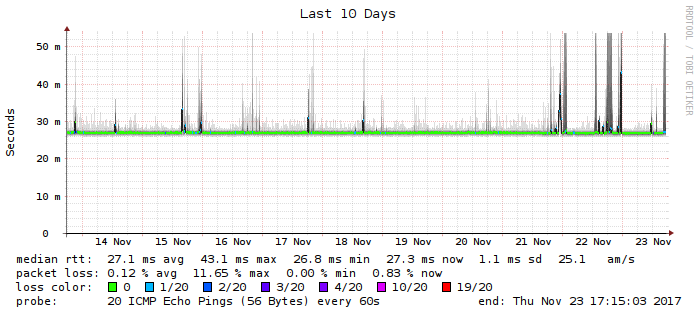 Last 10 Days
RRDTOOL / TOBI OETIKER
Seconds
50 m
40 m
30 m
20 m
10 m
0
14 Nov 15 Nov 16 Nov 17 Nov 18 Nov 19 Nov 20 Nov 21 Nov 22 Nov 23 Nov
median rtt: 27.1 ms avg 43.1 ms max 26.8 ms min 27.3 ms now 1.1 ms sd 25.1 am/s
packet loss: 0.12 % avg 11.65 % max 0.00 % min 0.83 % now
loss color: 0 1/20 2/20 3/20 4/20 10/20 19/20
probe: 20 ICMP Echo Pings (56 Bytes) every 60s end: Thu Nov 23 17:15:03 2017